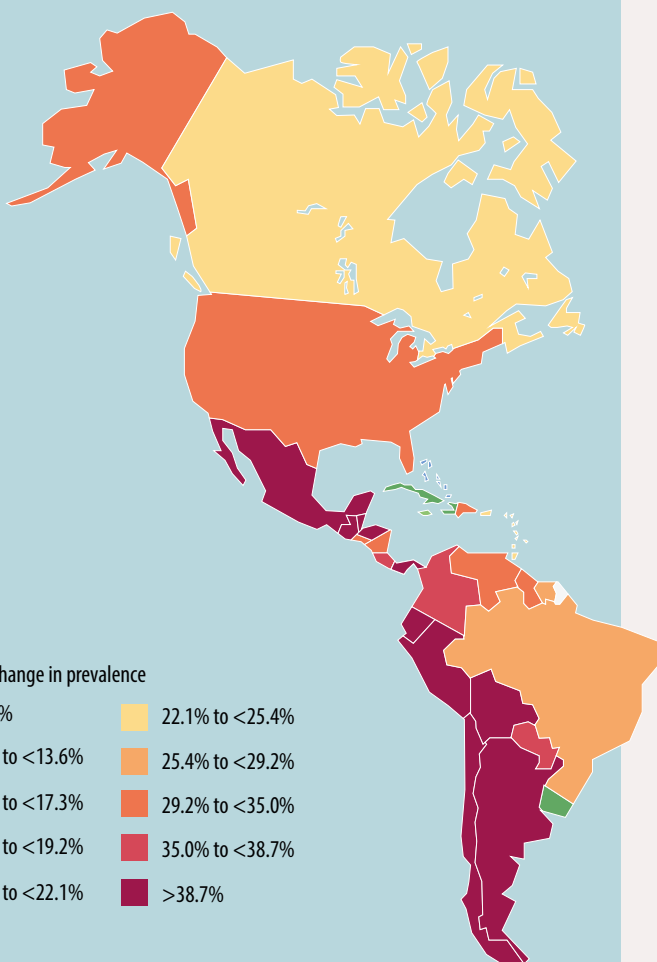 hange in prevalence
%
to <13.6%
to <17.3%
to <19.2%
to <22.1%
22.1% to <25.4%
25.4% to <29.2%
29.2% to <35.0%
35.0% to <38.7%
>38.7%